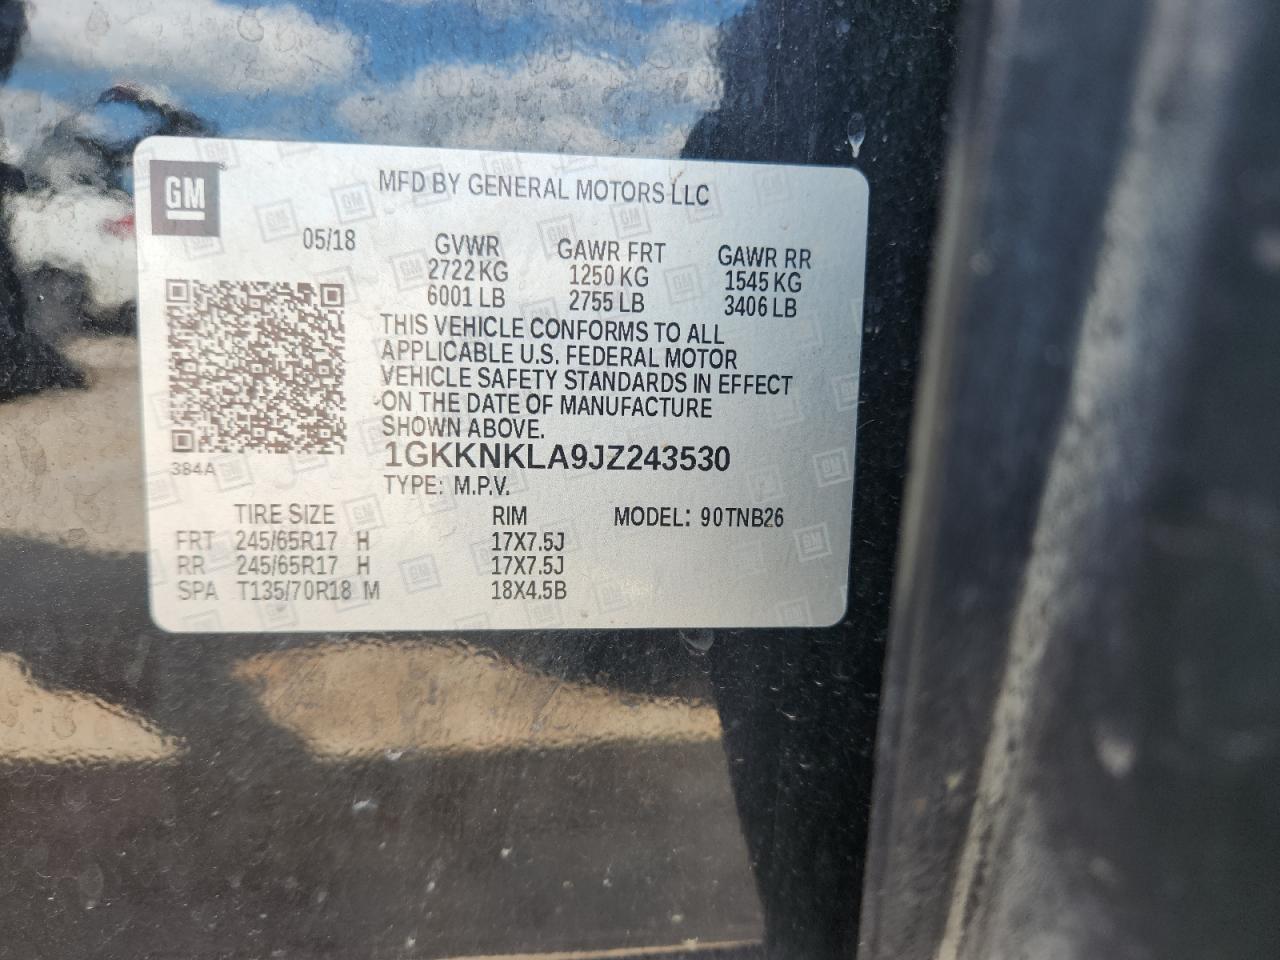 GM
MFD BY GENERAL MOTORS LLC
05/18
GVWR GAWR FRT GAWR RR
2722 KG 1250 KG 1545 KG
6001 LB 2755 LB 3406 LB
THIS VEHICLE CONFORMS TO ALL
APPLICABLE U.S. FEDERAL MOTOR
VEHICLE SAFETY STANDARDS IN EFFECT
ON THE DATE OF MANUFACTURE
SHOWN ABOVE.
1GKKNKLA9JZ243530
384A
TYPE: M.P.V.
TIRE SIZE RIM MODEL: 90TNB26
FRT 245/65R17 H 17X7.5J
RR 245/65R17 H 17X7.5J
SPA T135/70R18 M 18X4.5B